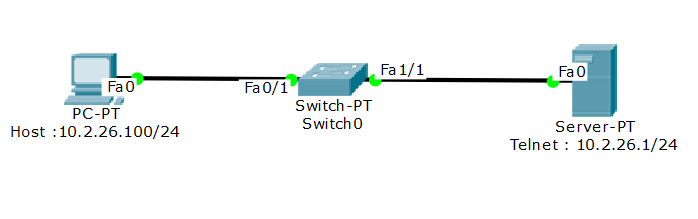 Fa0
PC-PT
Host :10.2.26.100/24
Fa0/1
Fa1/1
Switch-PT
Switch0
Fa0
Server-PT
Telnet : 10.2.26.1/24